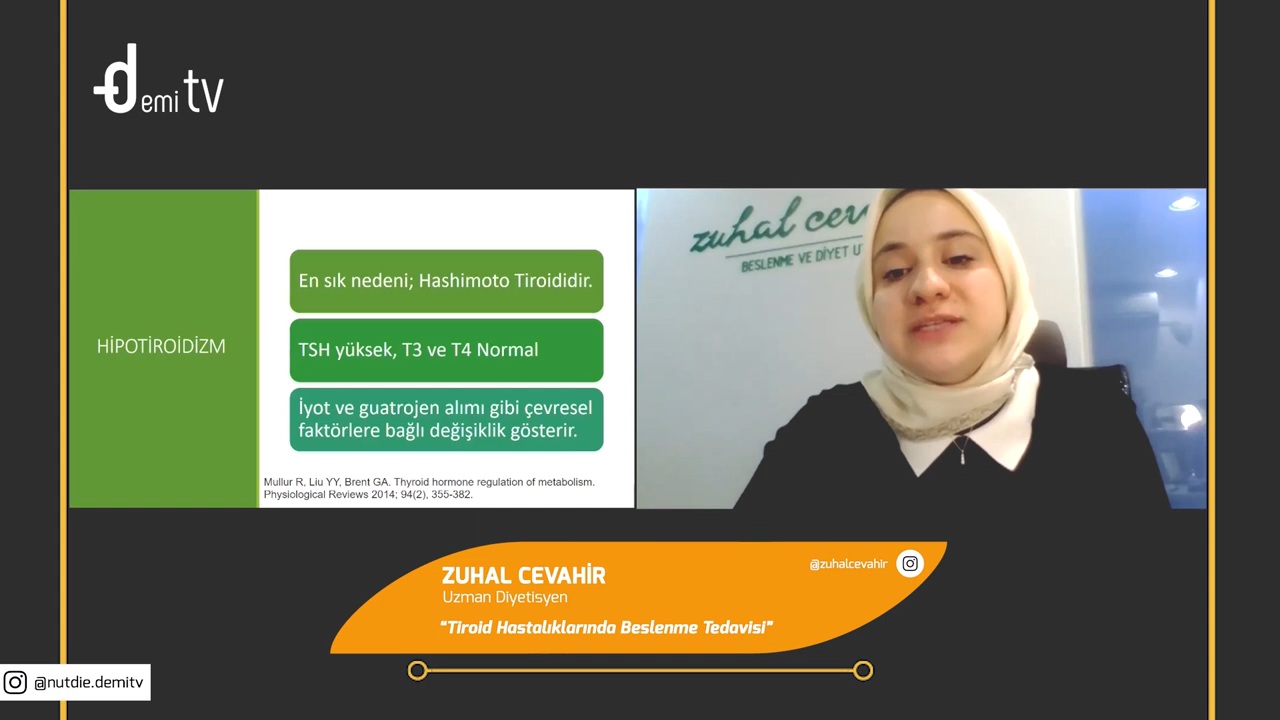 demi tv
HİPOTİROİDİZM
En sık nedeni; Hashimoto Tiroididir.
TSH yüksek, T3 ve T4 Normal
İyot ve guatrojen alımı gibi çevresel
faktörlere bağlı değişiklik gösterir.
Mullur R, Liu YY, Brent GA. Thyroid hormone regulation of metabolism.
Physiological Reviews 2014; 94(2), 355-382.
zuhal cev
BESLENME VE DİYET U
ZUHAL CEVAHİR
Uzman Diyetisyen
@zuhalcevahir
“Tiroid Hastalıklarında Beslenme Tedavisi”
@nutdie.demitv